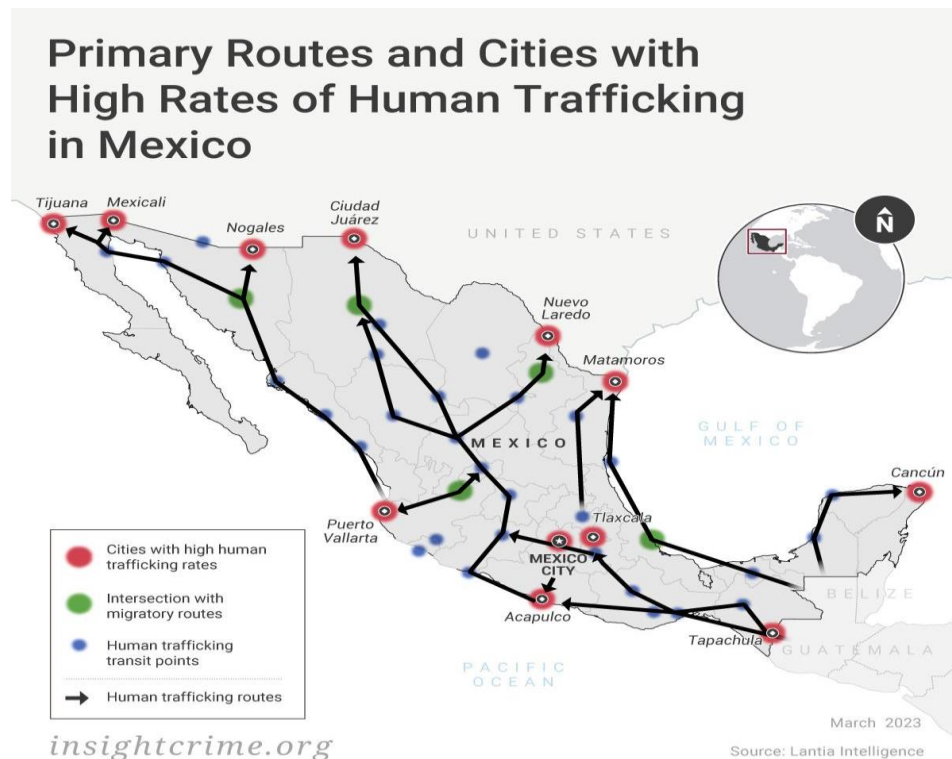 Primary Routes and Cities with
High Rates of Human Trafficking
in Mexico
Tijuana
Mexicali
Nogales
Ciudad
Juárez
UNITED STATES
N
Nuevo
Laredo
Matamoros
GULF OF
MEXICO
MEXICO
Cancún
Puerto
Vallarta
Tlaxcala
MEXICO
CITY
Acapulco
Tapachula
BELIZE
GUATEMALA
PACIFIC
OCEAN
Cities with high human
trafficking rates
Intersection with
migratory routes
Human trafficking
transit points
Human trafficking routes
insightcrime.org
March 2023
Source: Lantia Intelligence